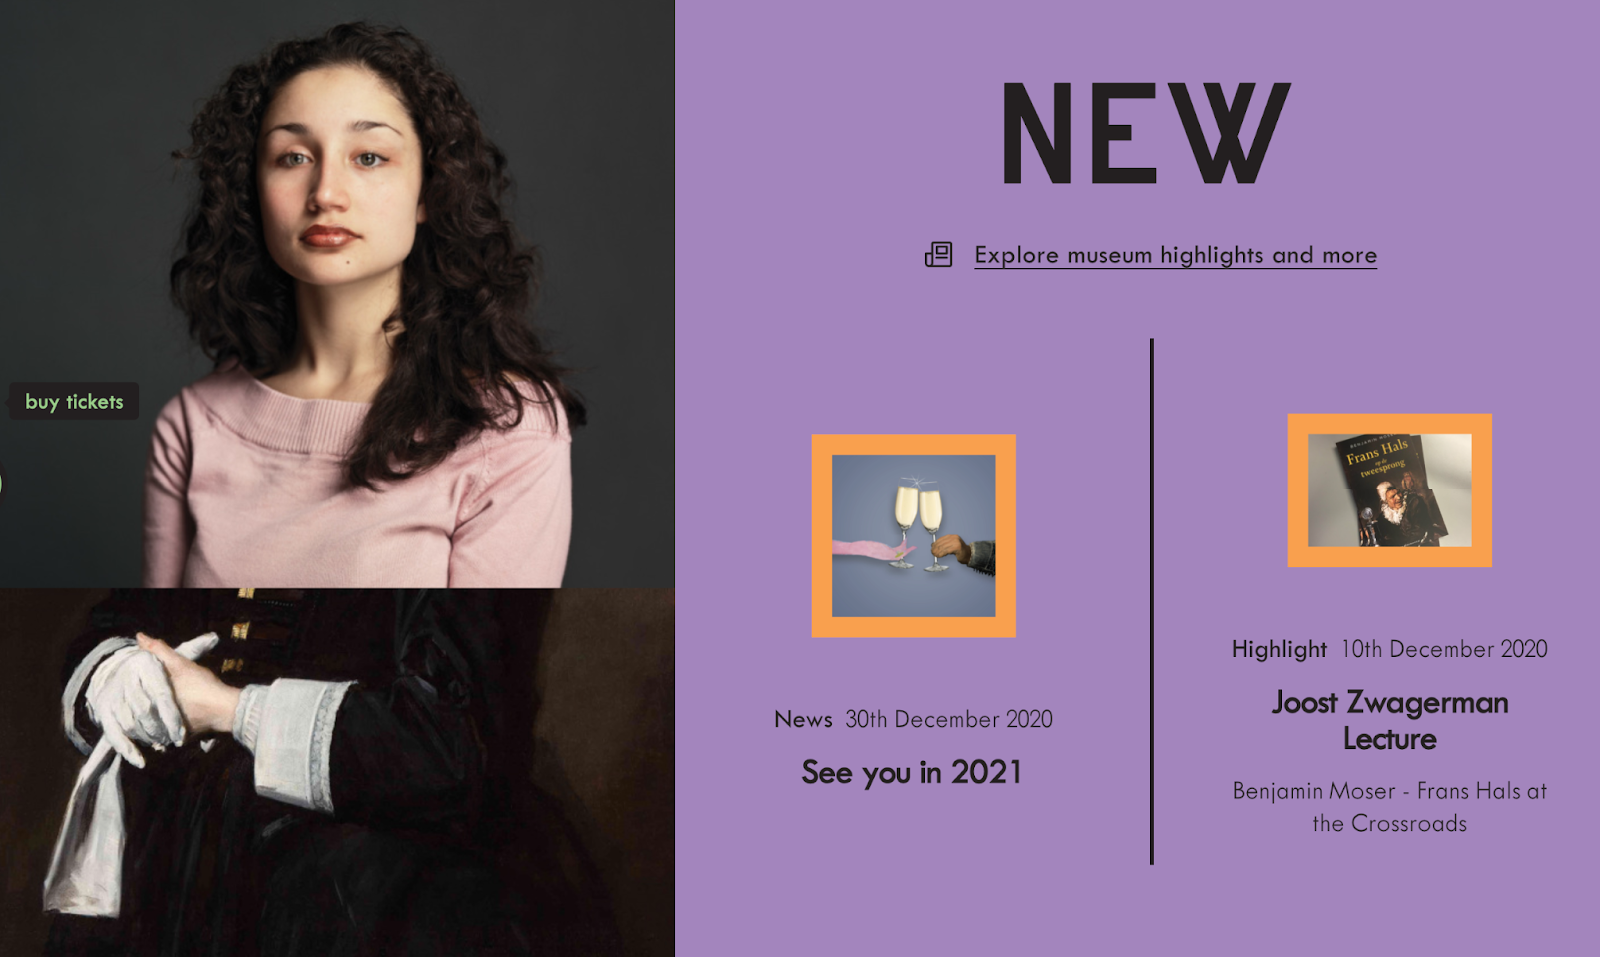 buy tickets
NEW
Explore museum highlights and more
News 30th December 2020
See you in 2021
Frans Hals
op de
tweesprong
Highlight 10th December 2020
Joost Zwagerman
Lecture
Benjamin Moser - Frans Hals at
the Crossroads